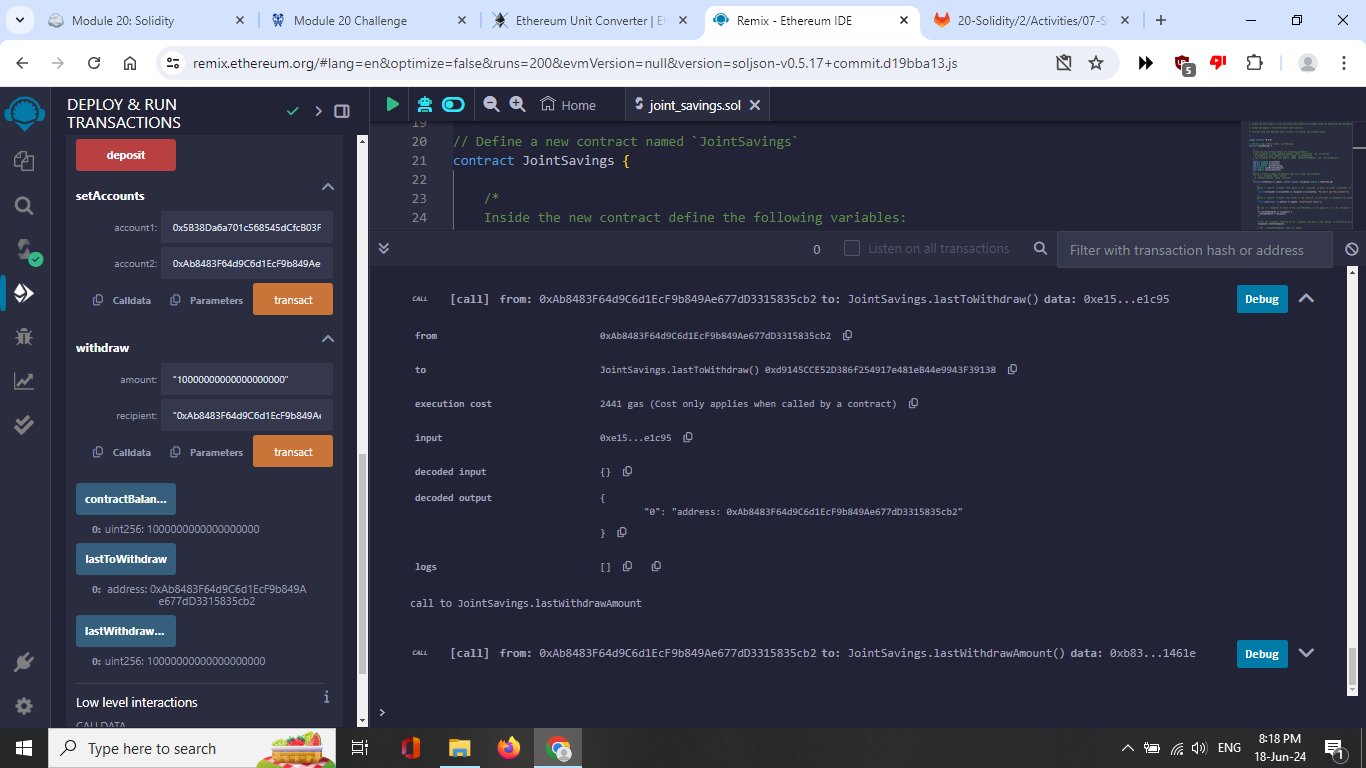 Module 20: Solidity
Module 20 Challenge
Ethereum Unit Converter | Et
Remix - Ethereum IDE
20-Solidity/2/Activities/07-S
remix.ethereum.org/#lang=en&optimize=false&runs=200&evmVersion=null&version=soljson-v0.5.17+commit.d19bba13.js
5
DEPLOY & RUN
TRANSACTIONS
Home
joint_savings.sol
deposit
setAccounts
account1: 0x5B38Da6a701c568545dCfcB03F
account2: 0xAb8483F64d9C6d1EcF9b849Ae
Calldata Parameters transact
withdraw
amount: "10000000000000000000"
recipient: "0xAb8483F64d9C6d1EcF9b849Ae
Calldata Parameters transact
contractBalan...
0: uint256: 1000000000000000000
lastToWithdraw
0: address: 0xAb8483F64d9C6d1EcF9b849A
e677dD3315835cb2
lastWithdraw...
0: uint256: 10000000000000000000
Low level interactions
i
CALLDATA
19
20 // Define a new contract named `JointSavings`
21 contract JointSavings {
22
23 /*
24 Inside the new contract define the following variables:
0 Listen on all transactions Filter with transaction hash or address
CALL [call] from: 0xAb8483F64d9C6d1EcF9b849Ae677dD3315835cb2 to: JointSavings.lastToWithdraw() data: 0xe15...e1c95 Debug
from 0xAb8483F64d9C6d1EcF9b849Ae677dD3315835cb2
to JointSavings.lastToWithdraw() 0xd9145CCE52D386f254917e481eB44e9943F39138
execution cost 2441 gas (Cost only applies when called by a contract)
input 0xe15...e1c95
decoded input {}
decoded output {
"0": "address: 0xAb8483F64d9C6d1EcF9b849Ae677dD3315835cb2"
}
logs []
call to JointSavings.lastWithdrawAmount
CALL [call] from: 0xAb8483F64d9C6d1EcF9b849Ae677dD3315835cb2 to: JointSavings.lastWithdrawAmount() data: 0xb83...1461e Debug
>
Type here to search
ENG
8:18 PM
18-Jun-24
1